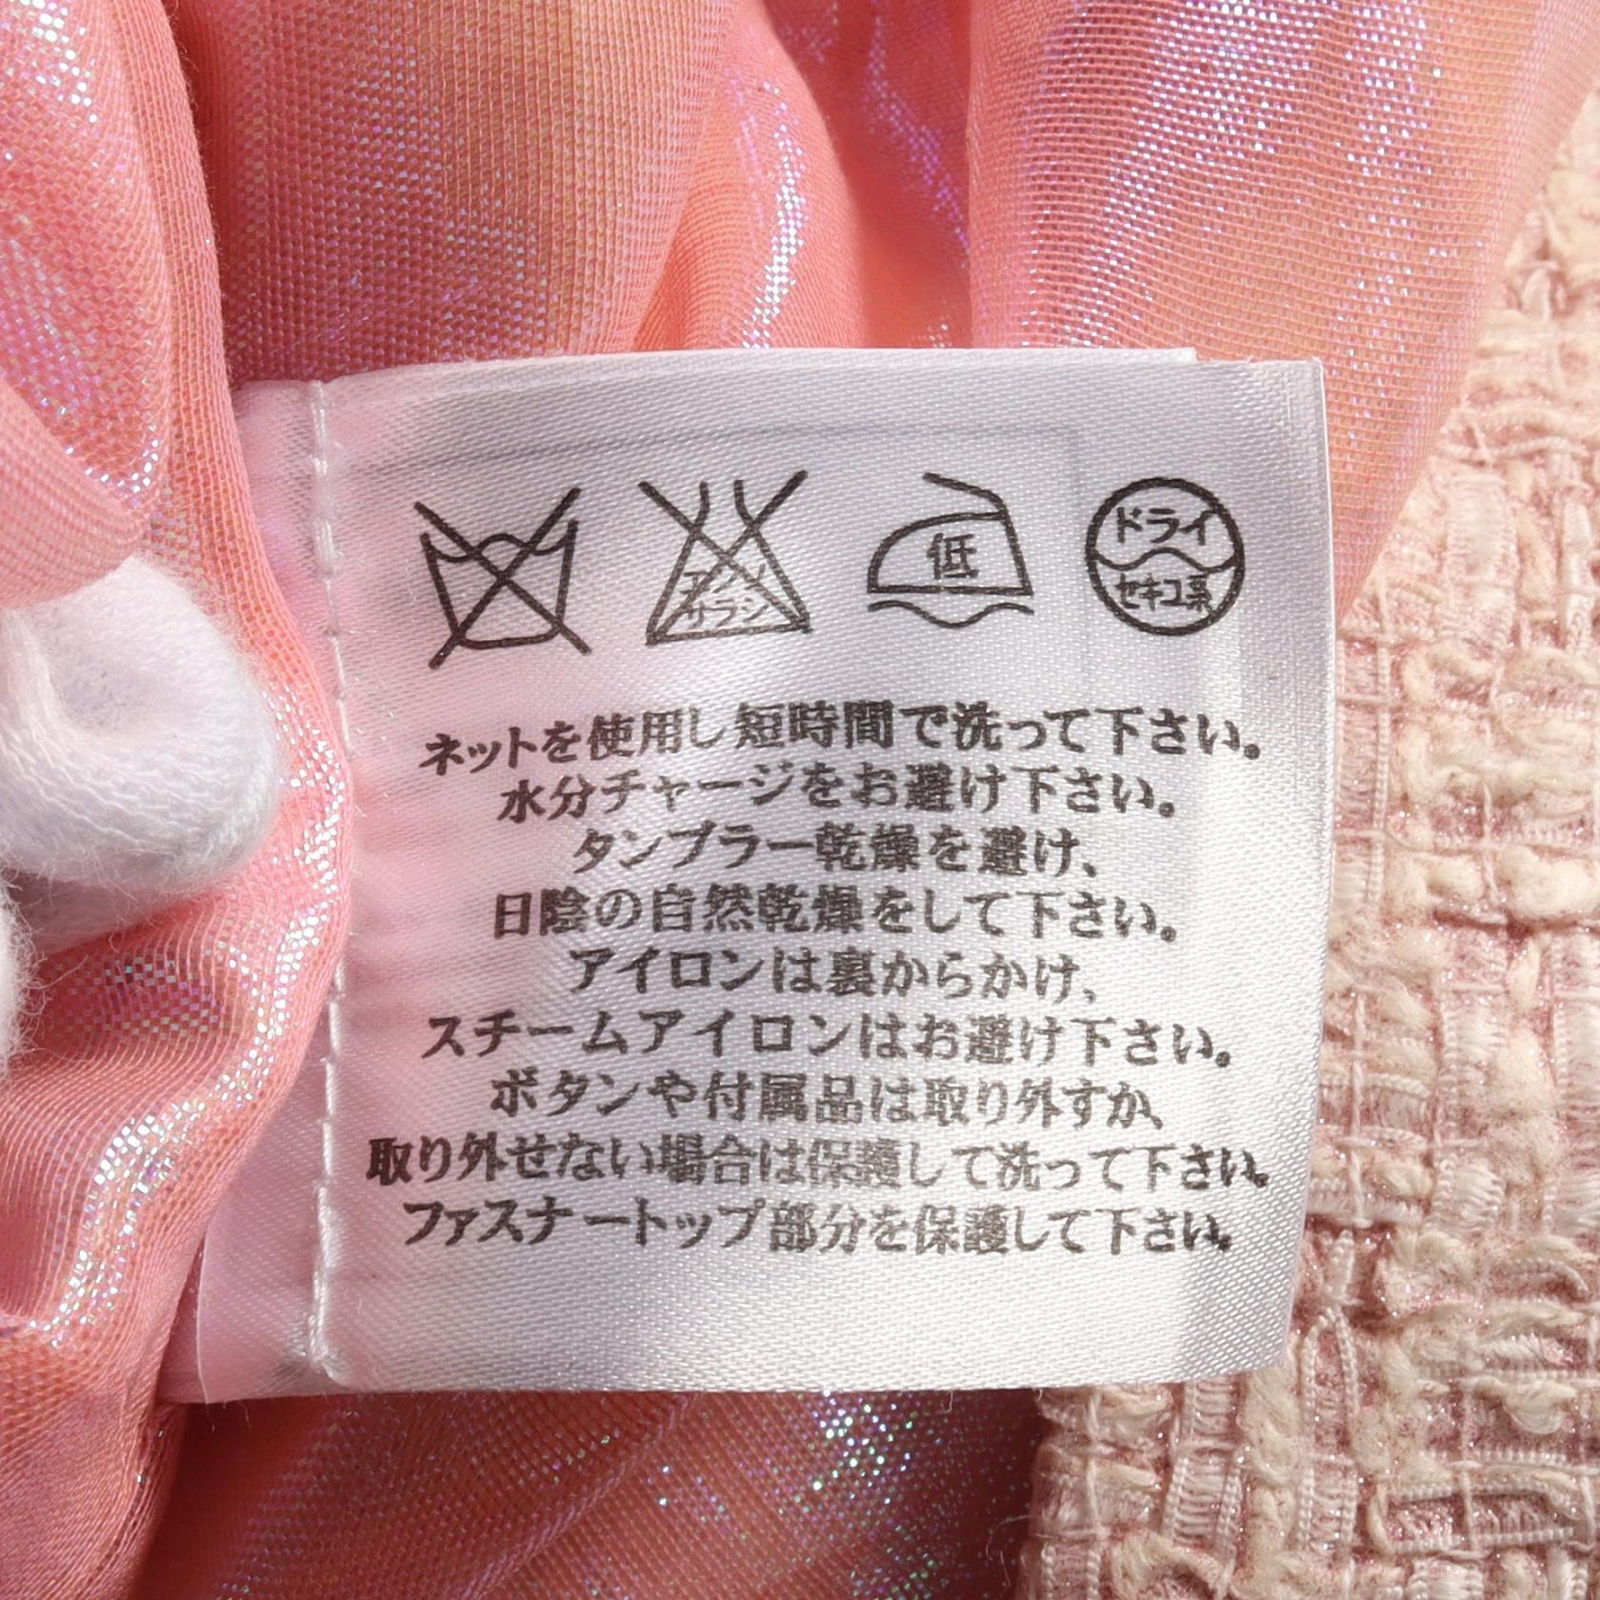 エンソ
サラシ
低
ドライ
セキユ系
ネットを使用し短時間で洗って下さい。
水分チャージをお避け下さい。
タンブラー乾燥を避け、
日陰の自然乾燥をして下さい。
アイロンは裏からかけ、
スチームアイロンはお避け下さい。
ボタンや付属品は取り外すか、
取り外せない場合は保護して洗って下さい。
ファスナートップ部分を保護して下さい。